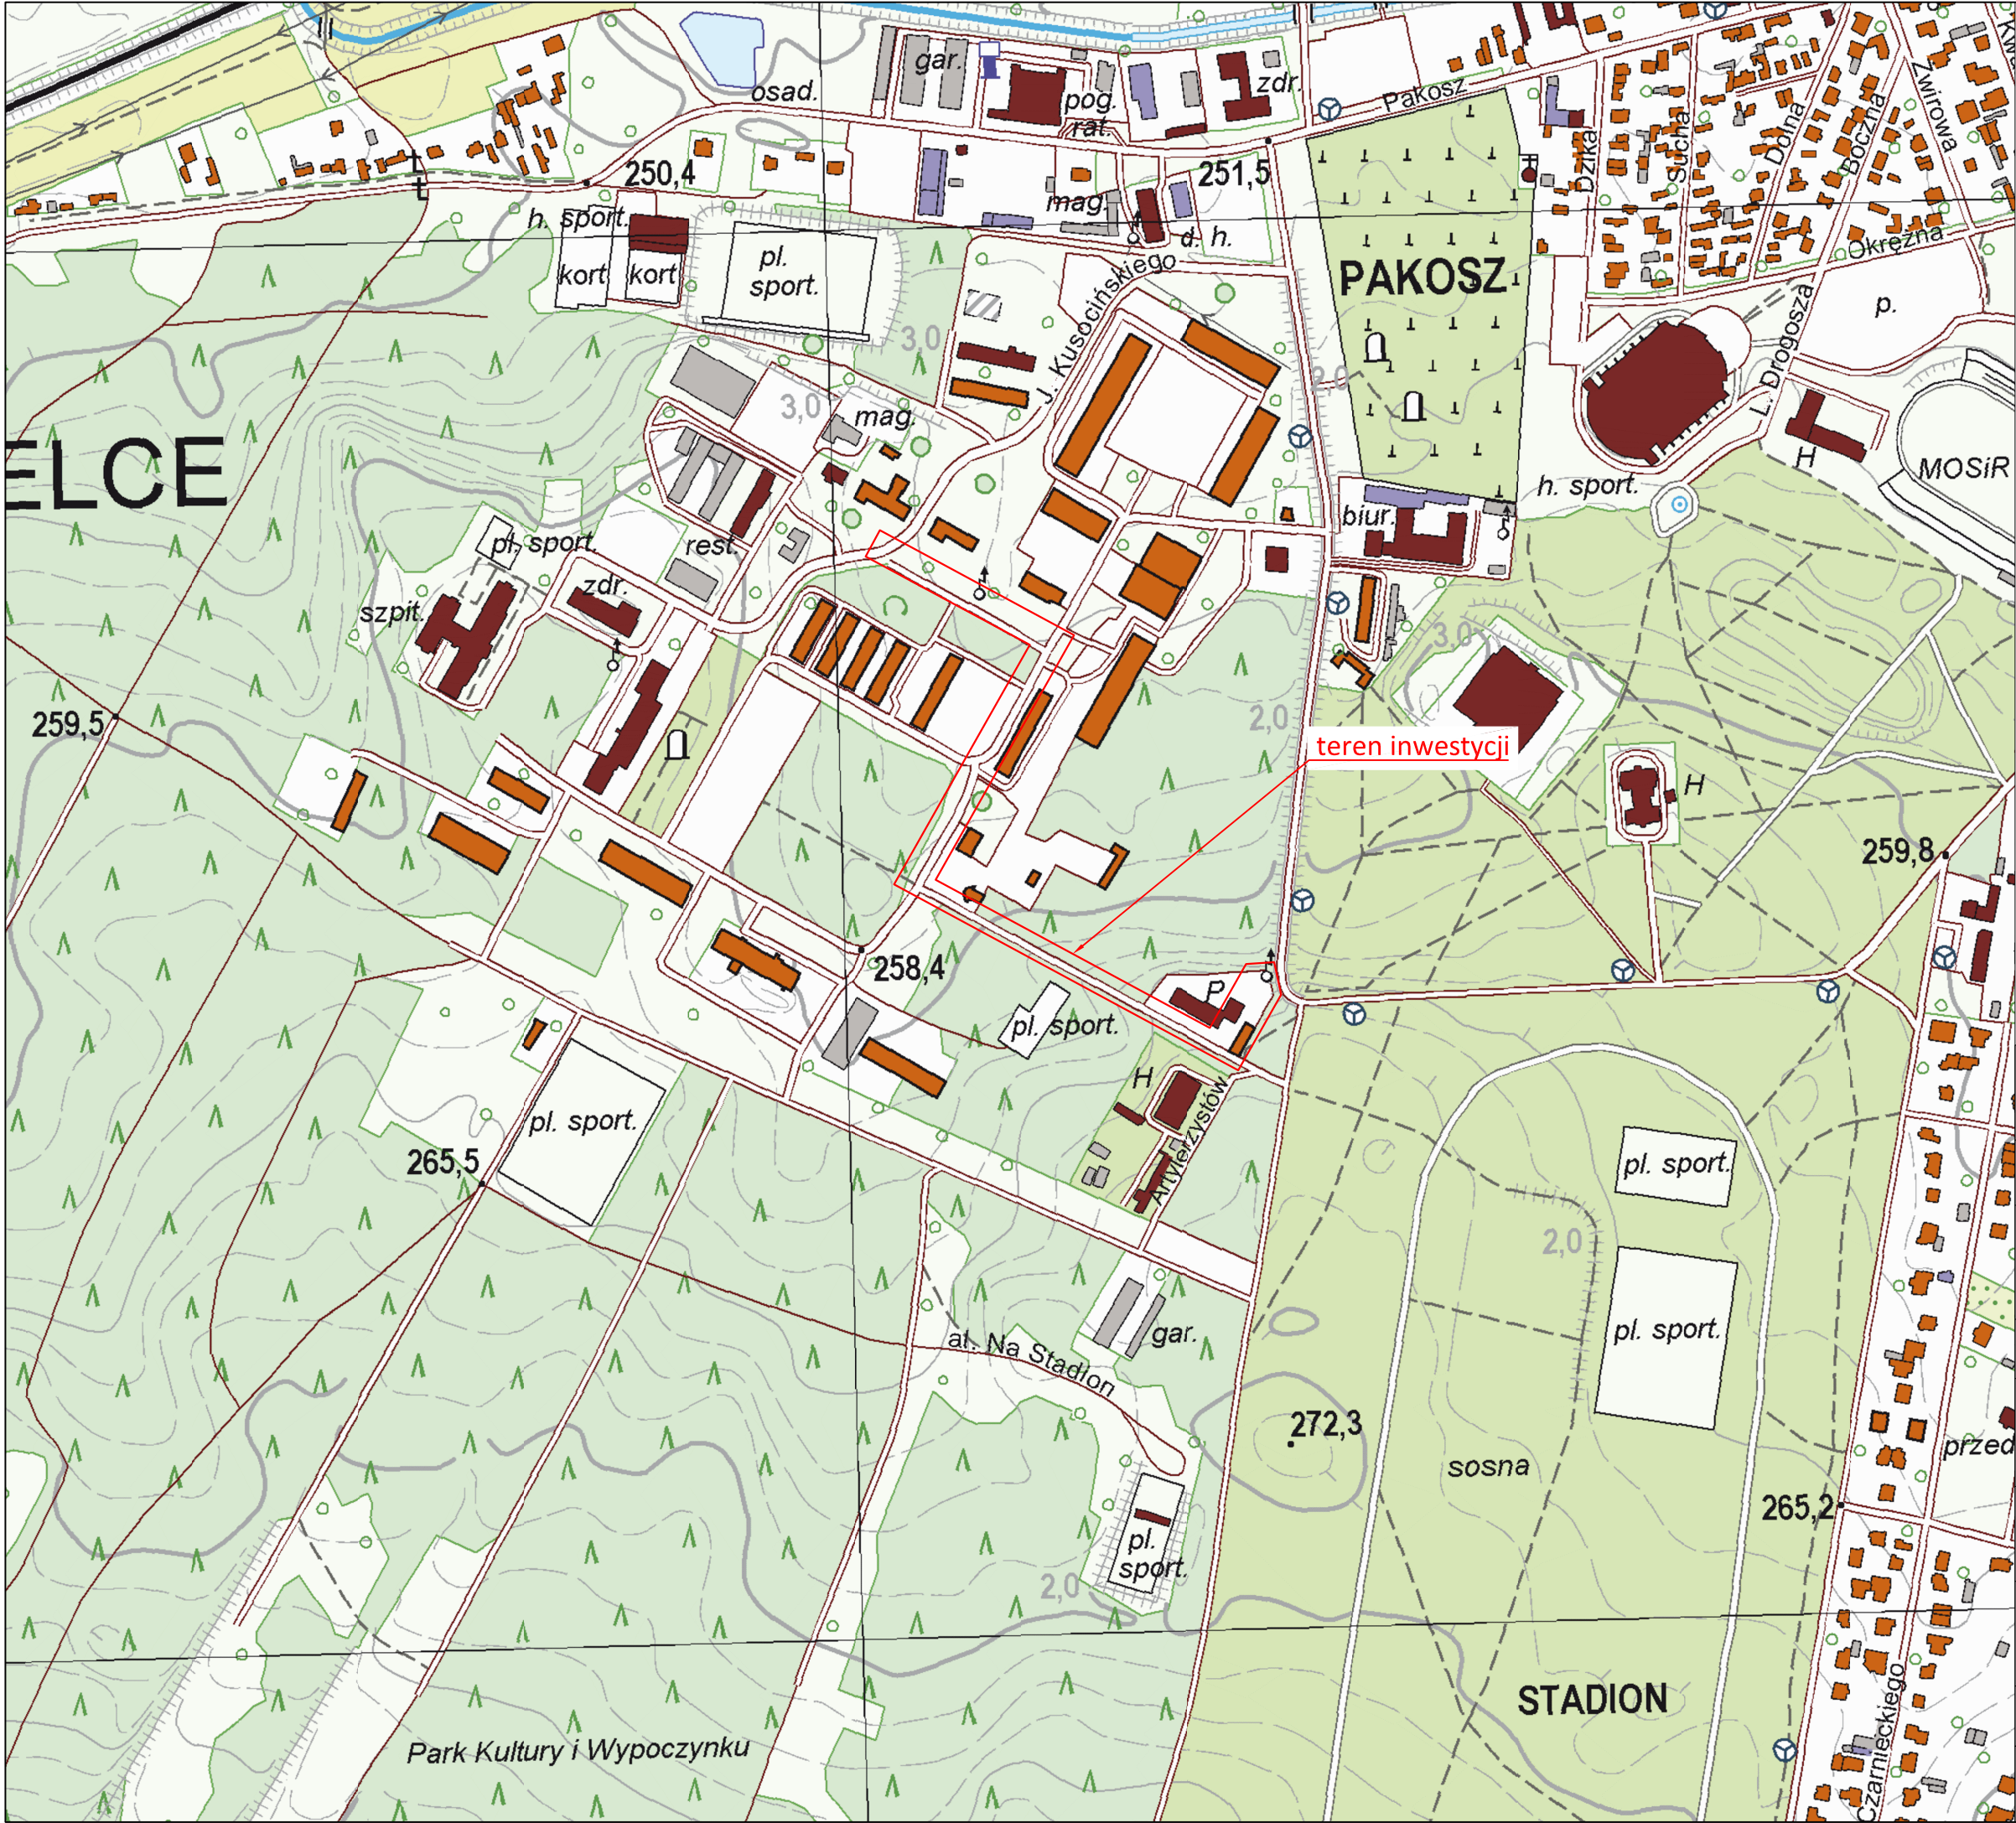 gar.
osad.
pog.
rat.
zdr.
Pakosz
Żwirowa
Dzika
Sucha
Dolna
Boczna
250,4
251,5
h. sport.
mag.
d. h.
Okrężna
kort
kort
pl.
sport.
PAKOSZ
p.
3,0
J. Kusocińskiego
2,0
L. Drogosza
3,0
mag.
ELCE
H
MOSiR
h. sport.
biur.
pl. sport.
rest.
zdr.
szpit.
3,0
259,5
2,0
teren inwestycji
H
259,8
258,4
P
pl. sport.
H
Artylerzystów
pl. sport.
265,5
pl. sport.
2,0
gar.
pl. sport.
al. Na Stadion
272,3
sosna
przed
265,2
pl.
sport.
2,0
STADION
Czarnieckiego
Park Kultury i Wypoczynku